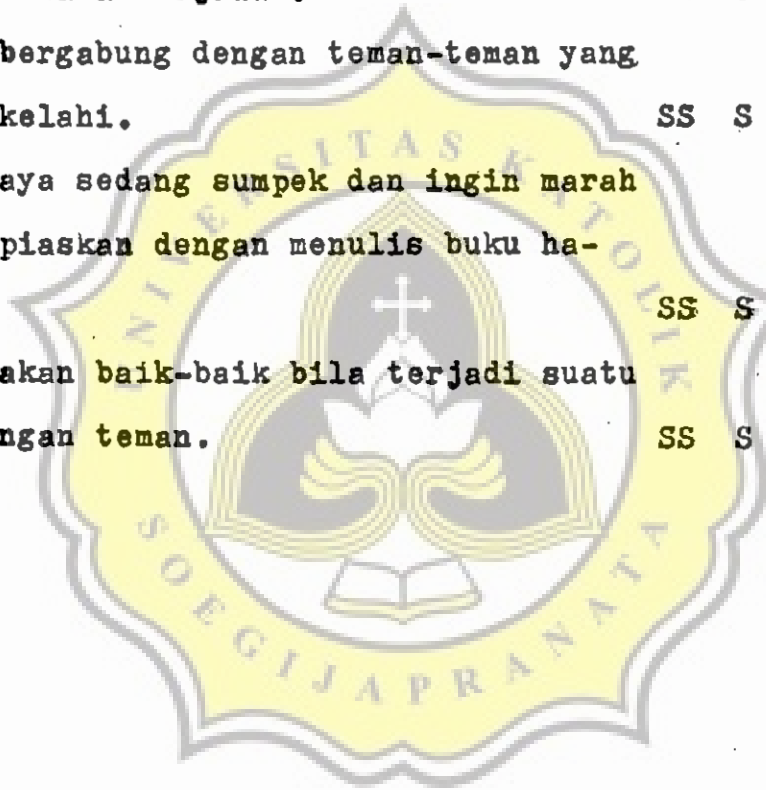 bergabung dengan teman-teman yang
kelahi. SS S
aya sedang sumpek dan ingin marah
piaskan dengan menulis buku ha-
SS S
akan baik-baik bila terjadi suatu
ngan teman. SS S
UNIVERSITAS KATOLIK
SOEGIJAPRANATA